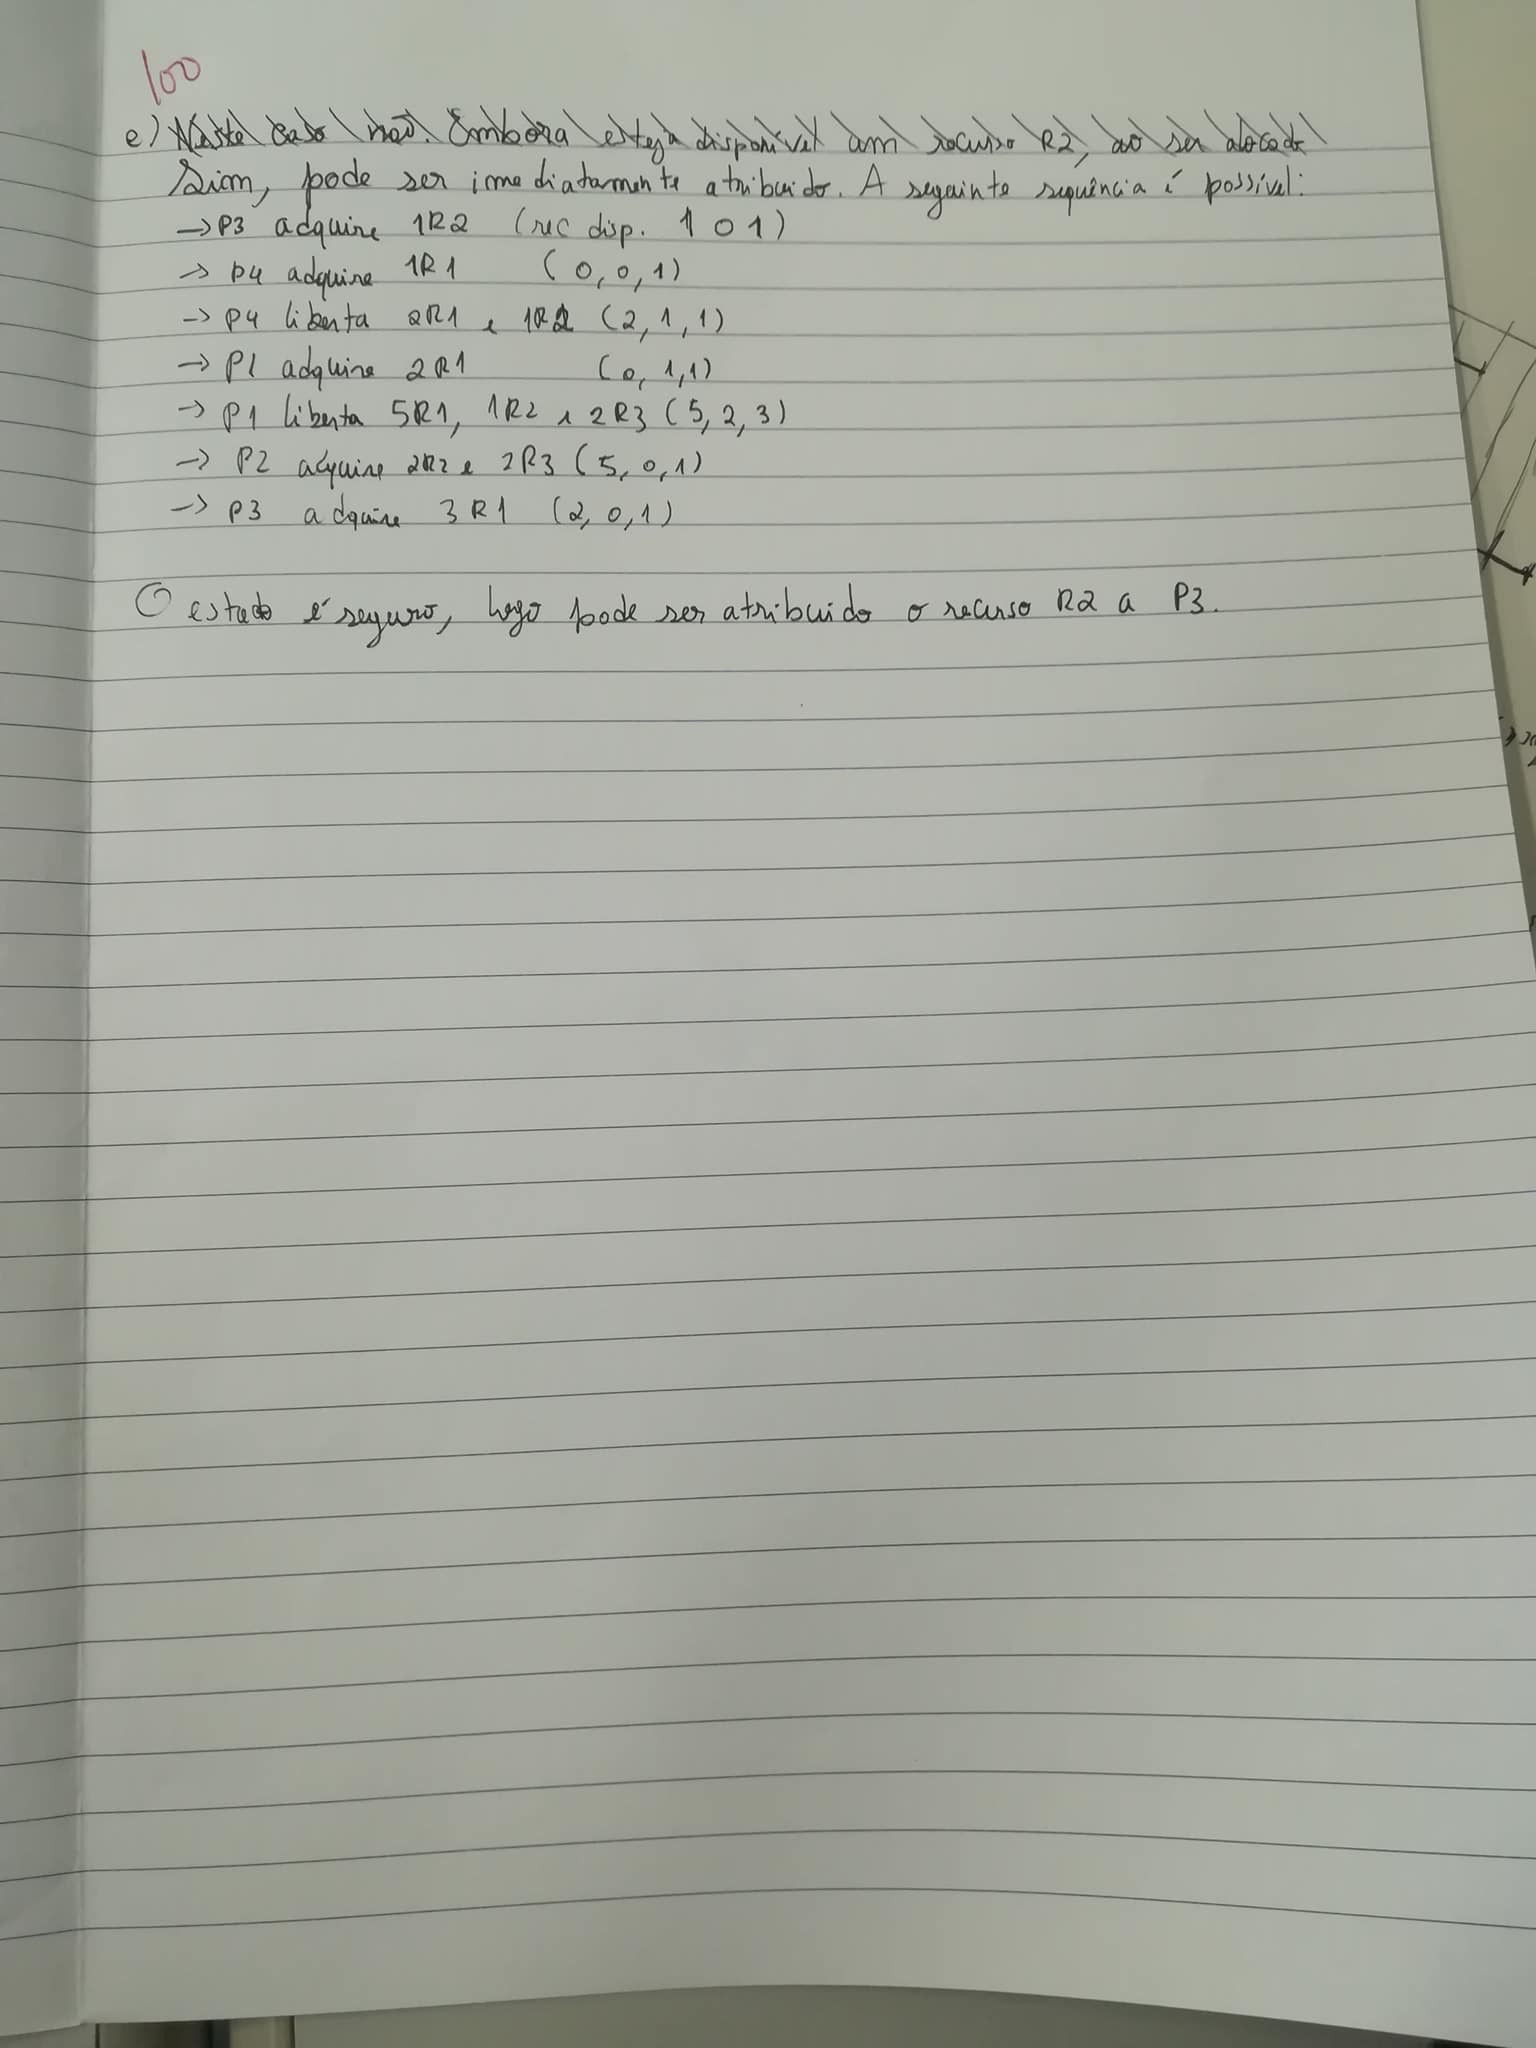 100
e) Neste caso não. Embora esteja disponível um recurso R2, ao ser alocado
Sim, pode ser imediatamente atribuido. A seguinte sequência é possível:
-> P3 adquire 1R2 (rec disp. 1 0 1)
-> P4 adquire 1R1 (0,0,1)
-> P4 liberta 2R1 e 1R2 (2,1,1)
-> P1 adquire 2R1 (0,1,1)
-> P1 liberta 5R1, 1R2 e 2R3 (5,2,3)
-> P2 adquire 2R2 e 2R3 (5,0,1)
-> P3 adquire 3R1 (2,0,1)
O estado é seguro, logo pode ser atribuido o recurso R2 a P3.